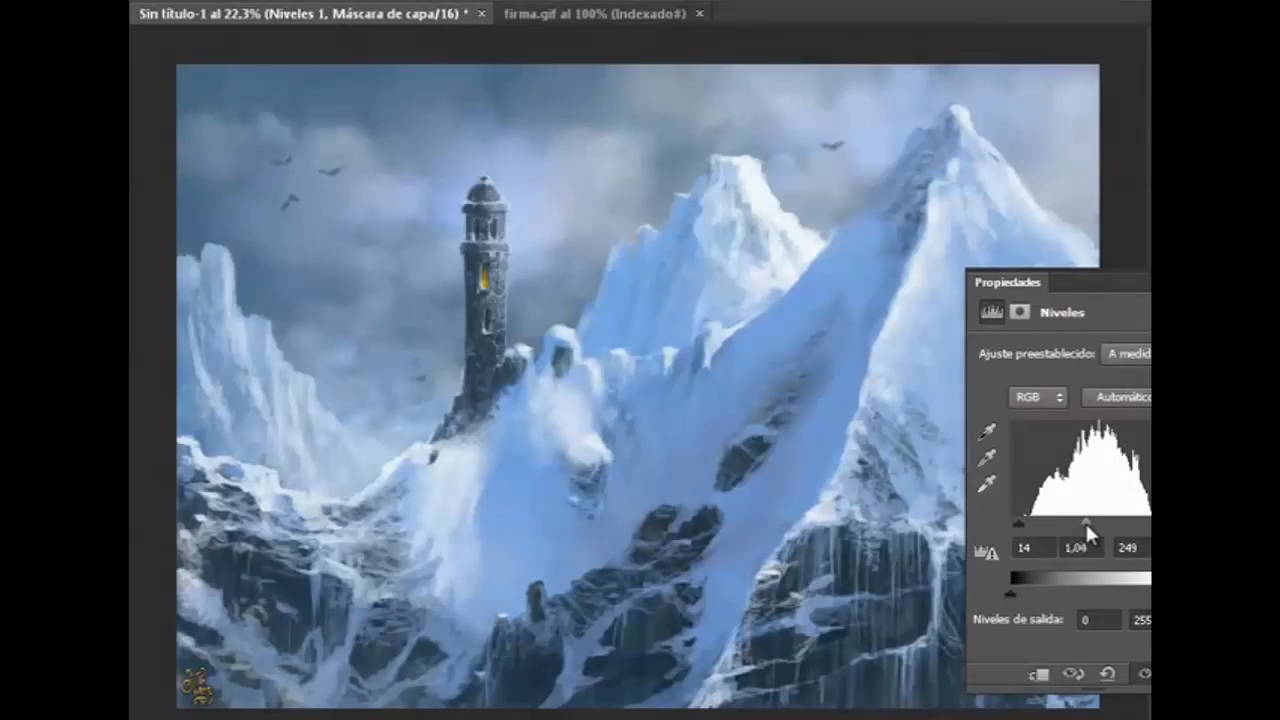 Sin título-1 al 22,3% (Niveles 1, Máscara de capa/16) * × firma.gif al 100% (Indexado#) ×
Propiedades
Niveles
Ajuste preestablecido: A medid
RGB Automático
14 1,04 249
Niveles de salida: 0 255